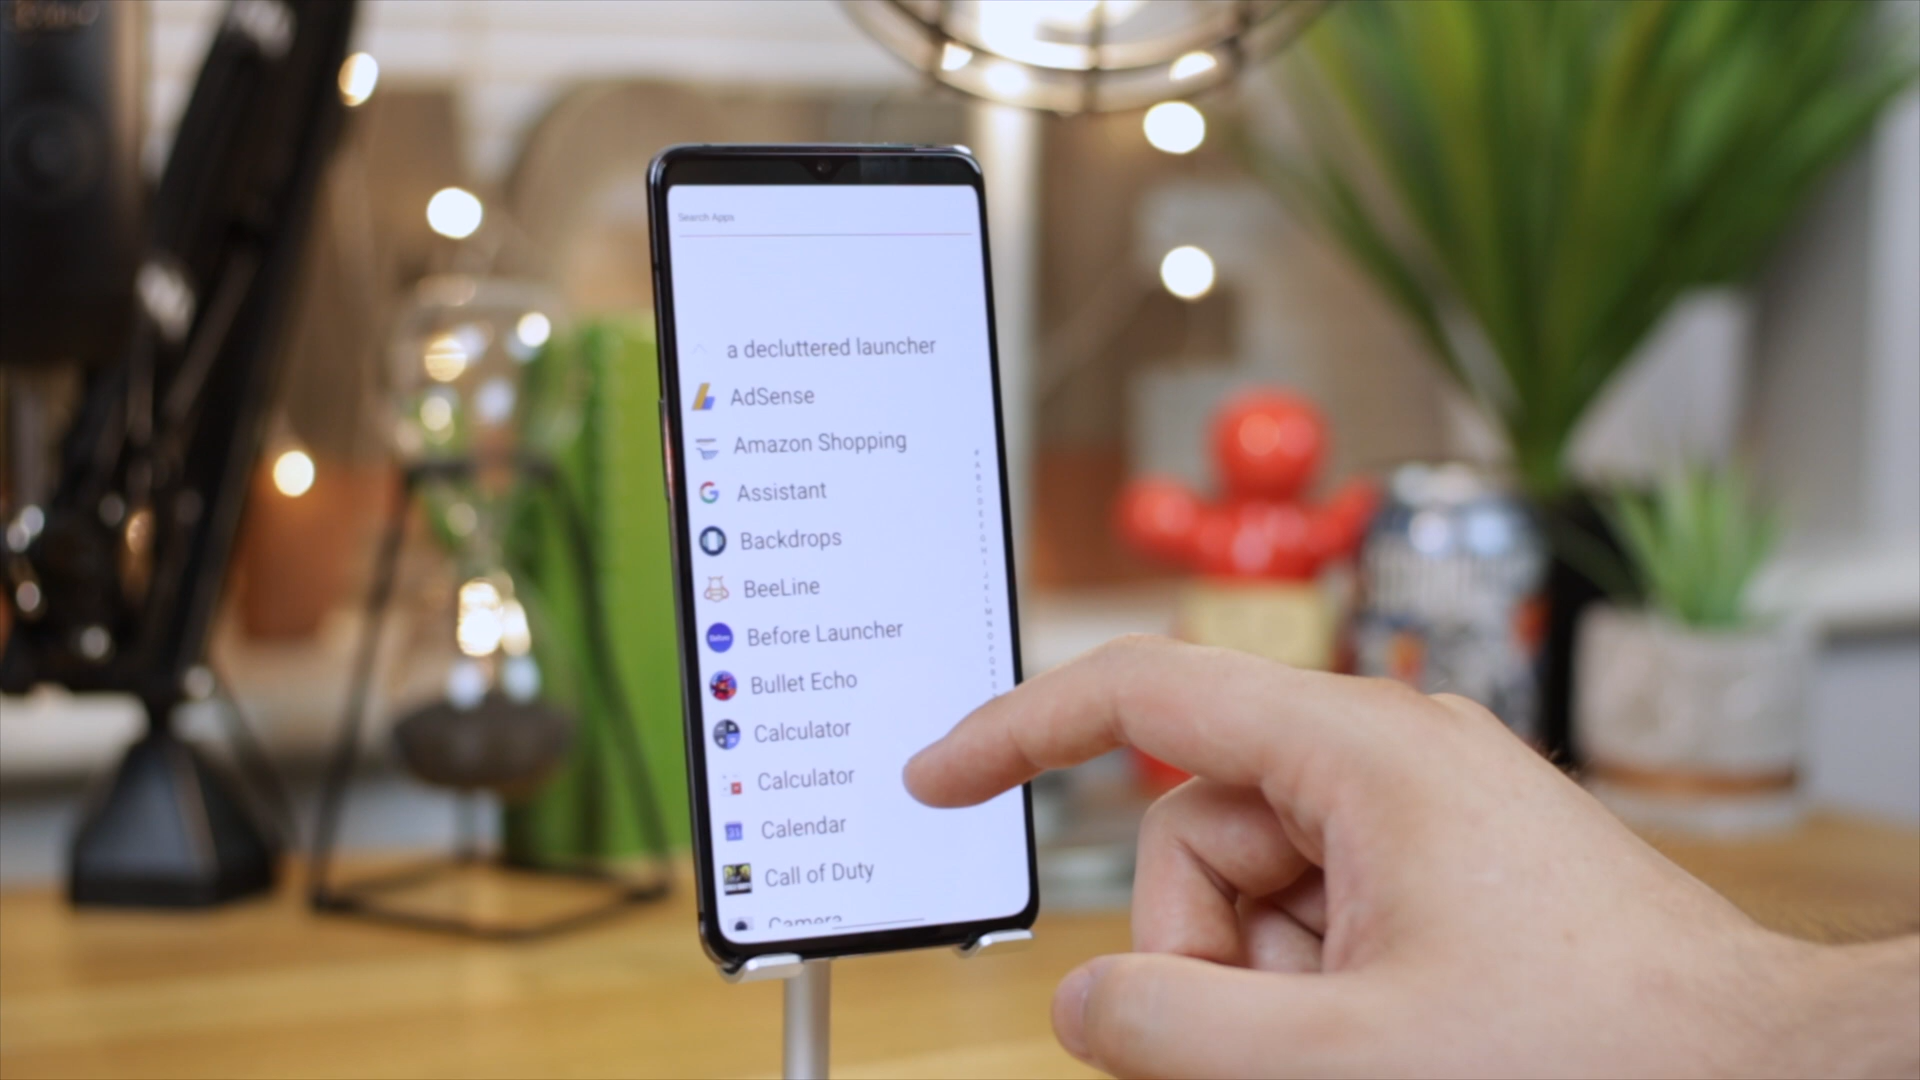 Search Apps
a decluttered launcher
AdSense
Amazon Shopping
Assistant
Backdrops
BeeLine
Before Launcher
Bullet Echo
Calculator
Calculator
Calendar
Call of Duty
Camera